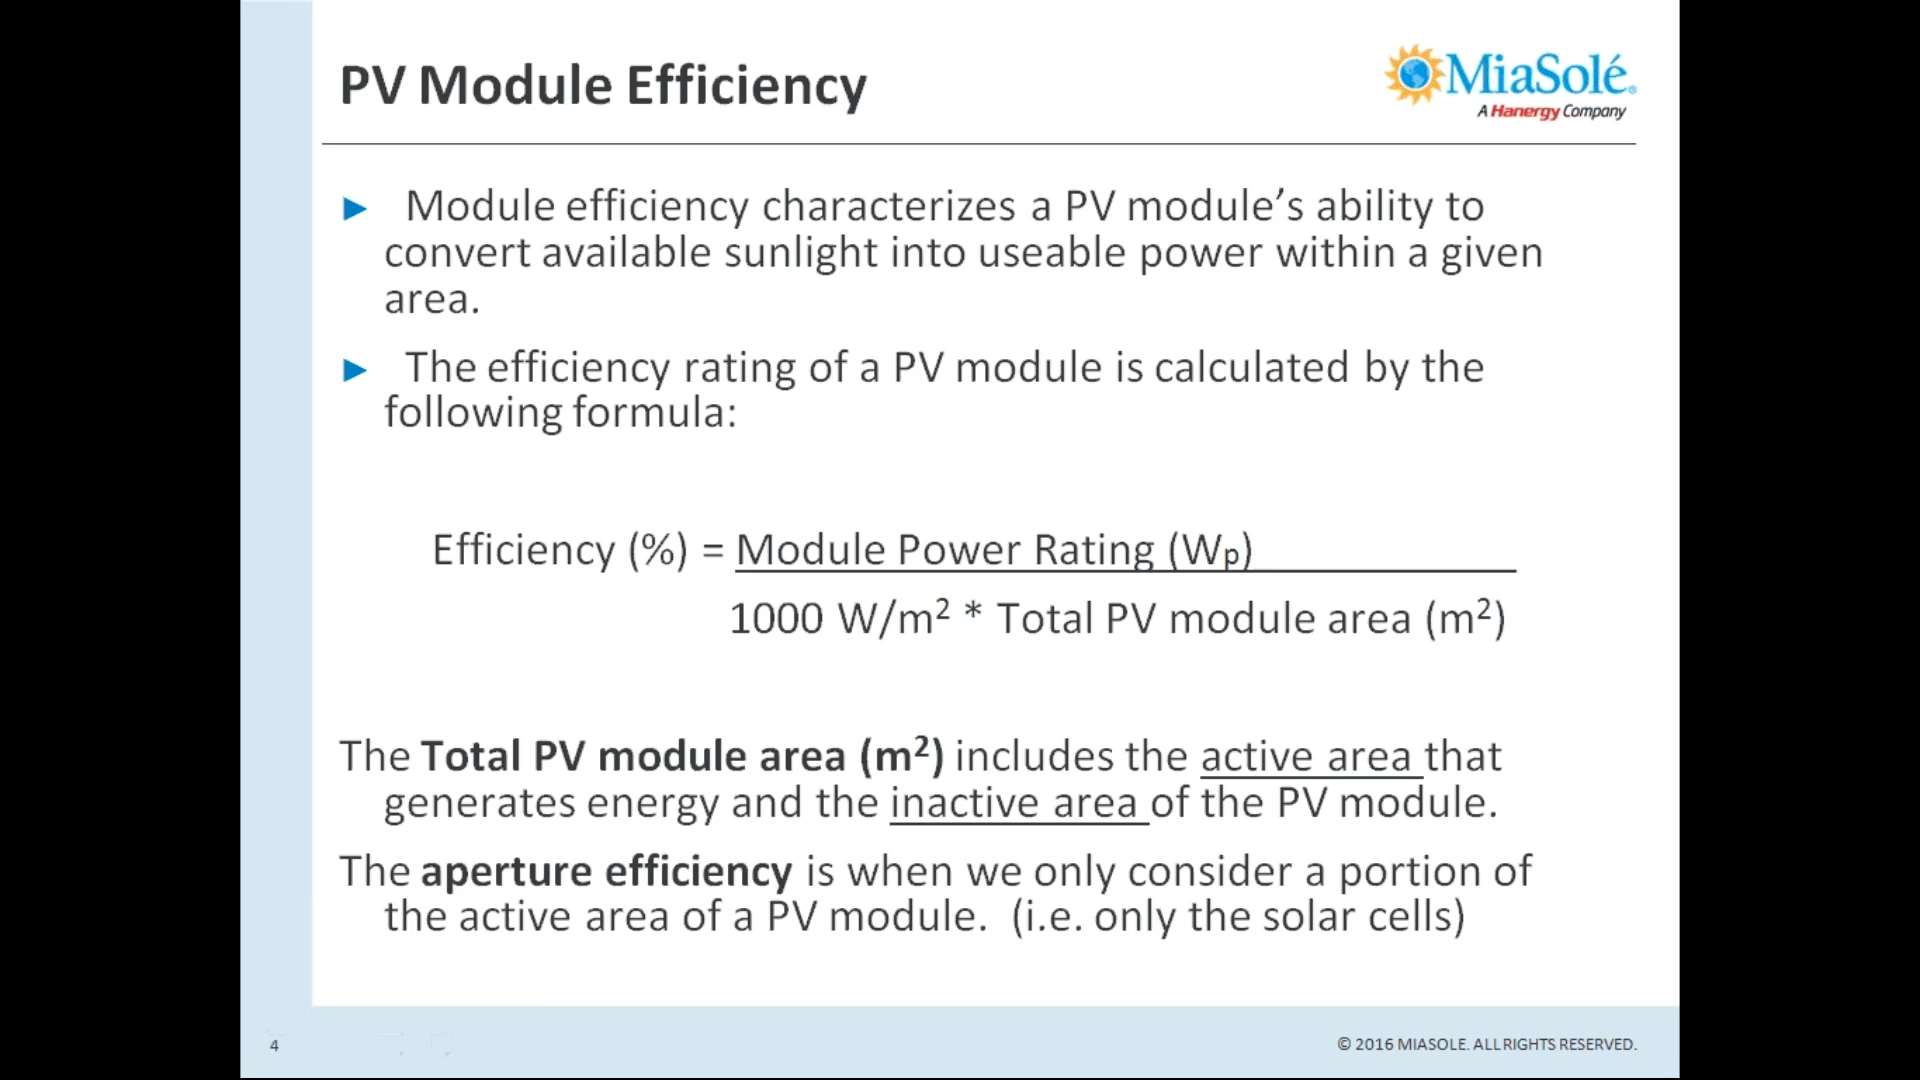 PV Module Efficiency
MiaSolé®
A Hanergy Company
► Module efficiency characterizes a PV module’s ability to
convert available sunlight into useable power within a given
area.
► The efficiency rating of a PV module is calculated by the
following formula:
Efficiency (%) = Module Power Rating (Wp)
1000 W/m² * Total PV module area (m²)
The Total PV module area (m²) includes the active area that
generates energy and the inactive area of the PV module.
The aperture efficiency is when we only consider a portion of
the active area of a PV module. (i.e. only the solar cells)
4
© 2016 MIASOLE. ALL RIGHTS RESERVED.